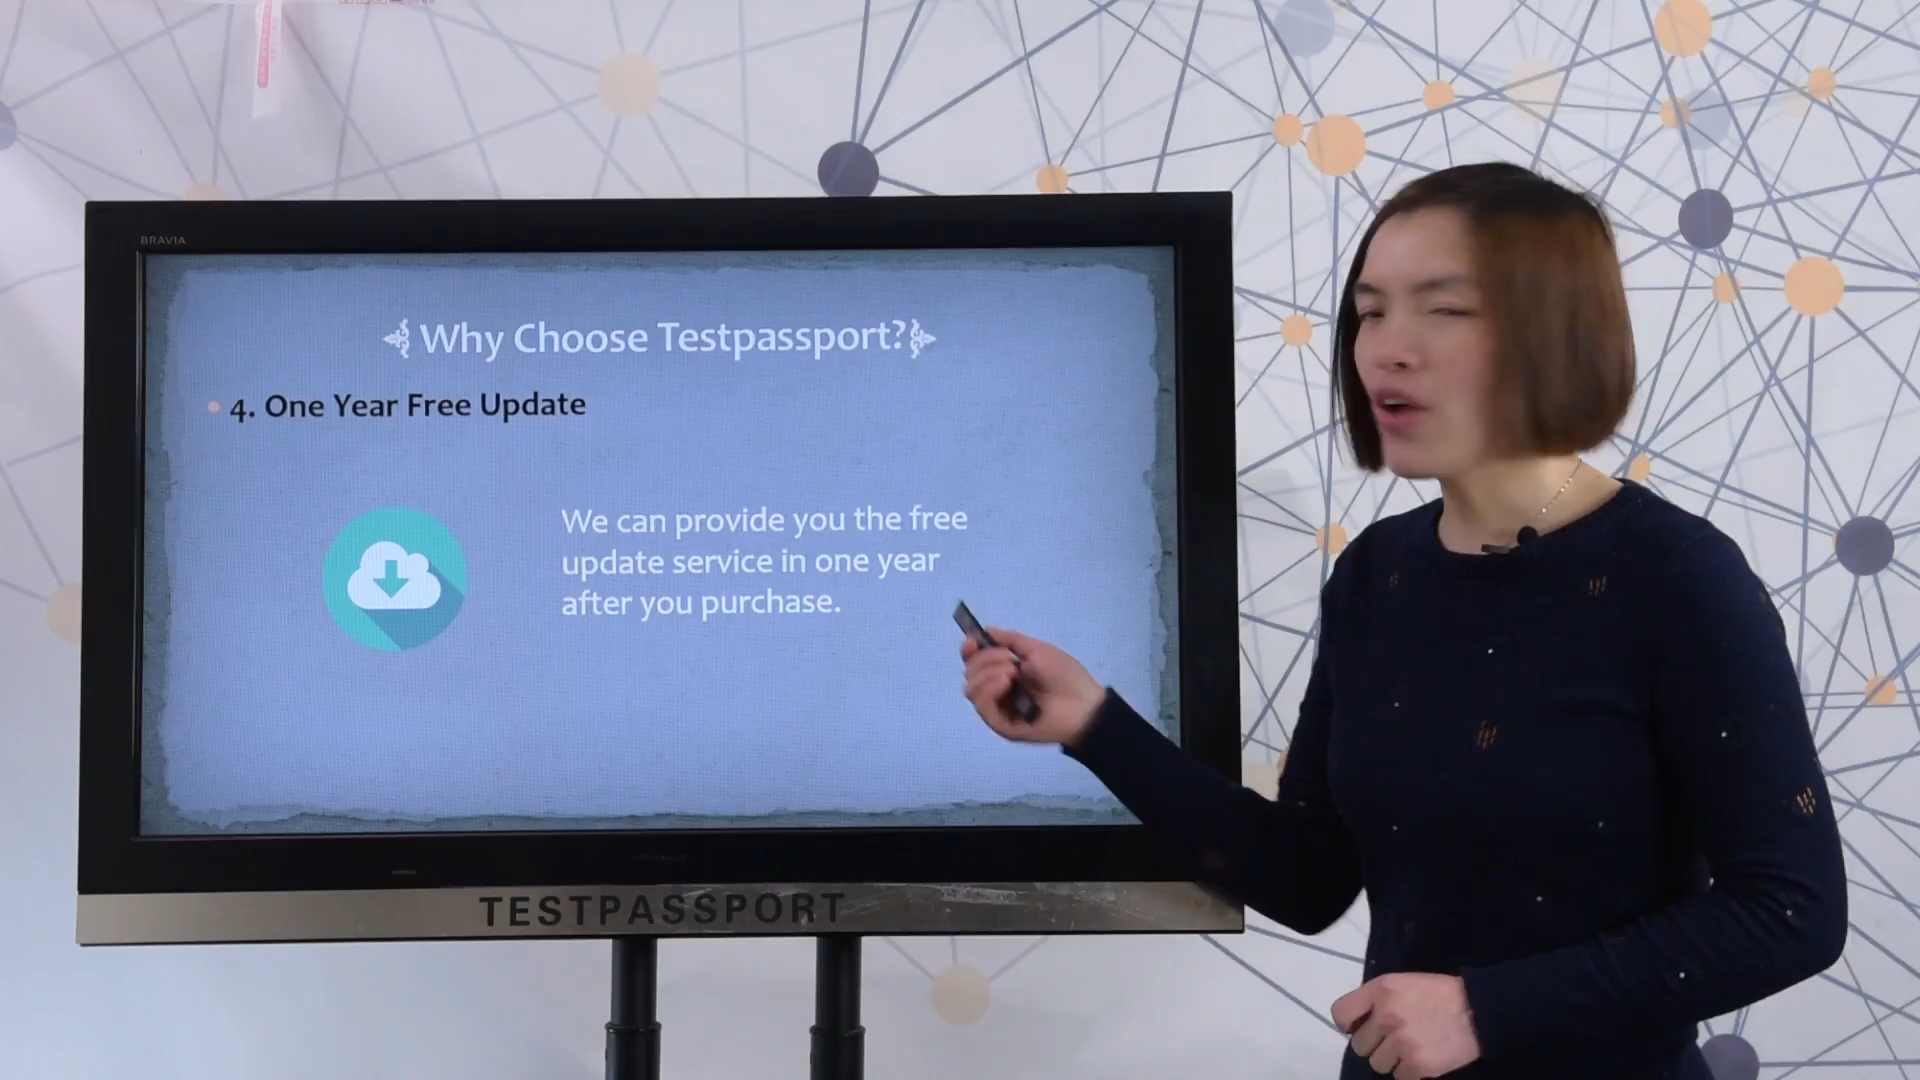 BRAVIA
Why Choose Testpassport?
4. One Year Free Update
We can provide you the free
update service in one year
after you purchase.
TESTPASSPORT